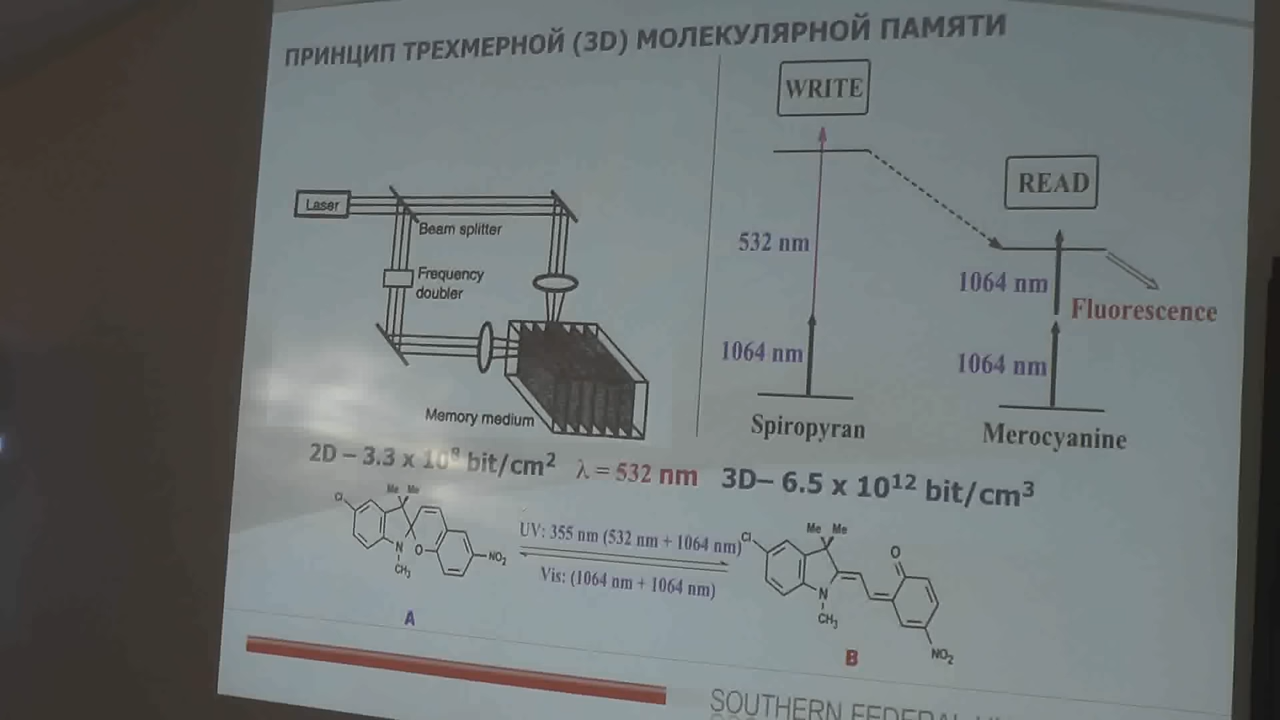 ПРИНЦИП ТРЕХМЕРНОЙ (3D) МОЛЕКУЛЯРНОЙ ПАМЯТИ
Laser
Beam splitter
Frequency
doubler
Memory medium
WRITE
READ
532 nm
1064 nm
1064 nm
1064 nm
Fluorescence
Spiropyran
Merocyanine
2D – 3.3 x 10⁸ bit/cm²
λ = 532 nm
3D– 6.5 x 10¹² bit/cm³
Cl
Me Me
N
O
CH₃
NO₂
A
UV: 355 nm (532 nm + 1064 nm)
Vis: (1064 nm + 1064 nm)
Cl
Me Me
O
N
CH₃
NO₂
B
SOUTHERN FEDERAL